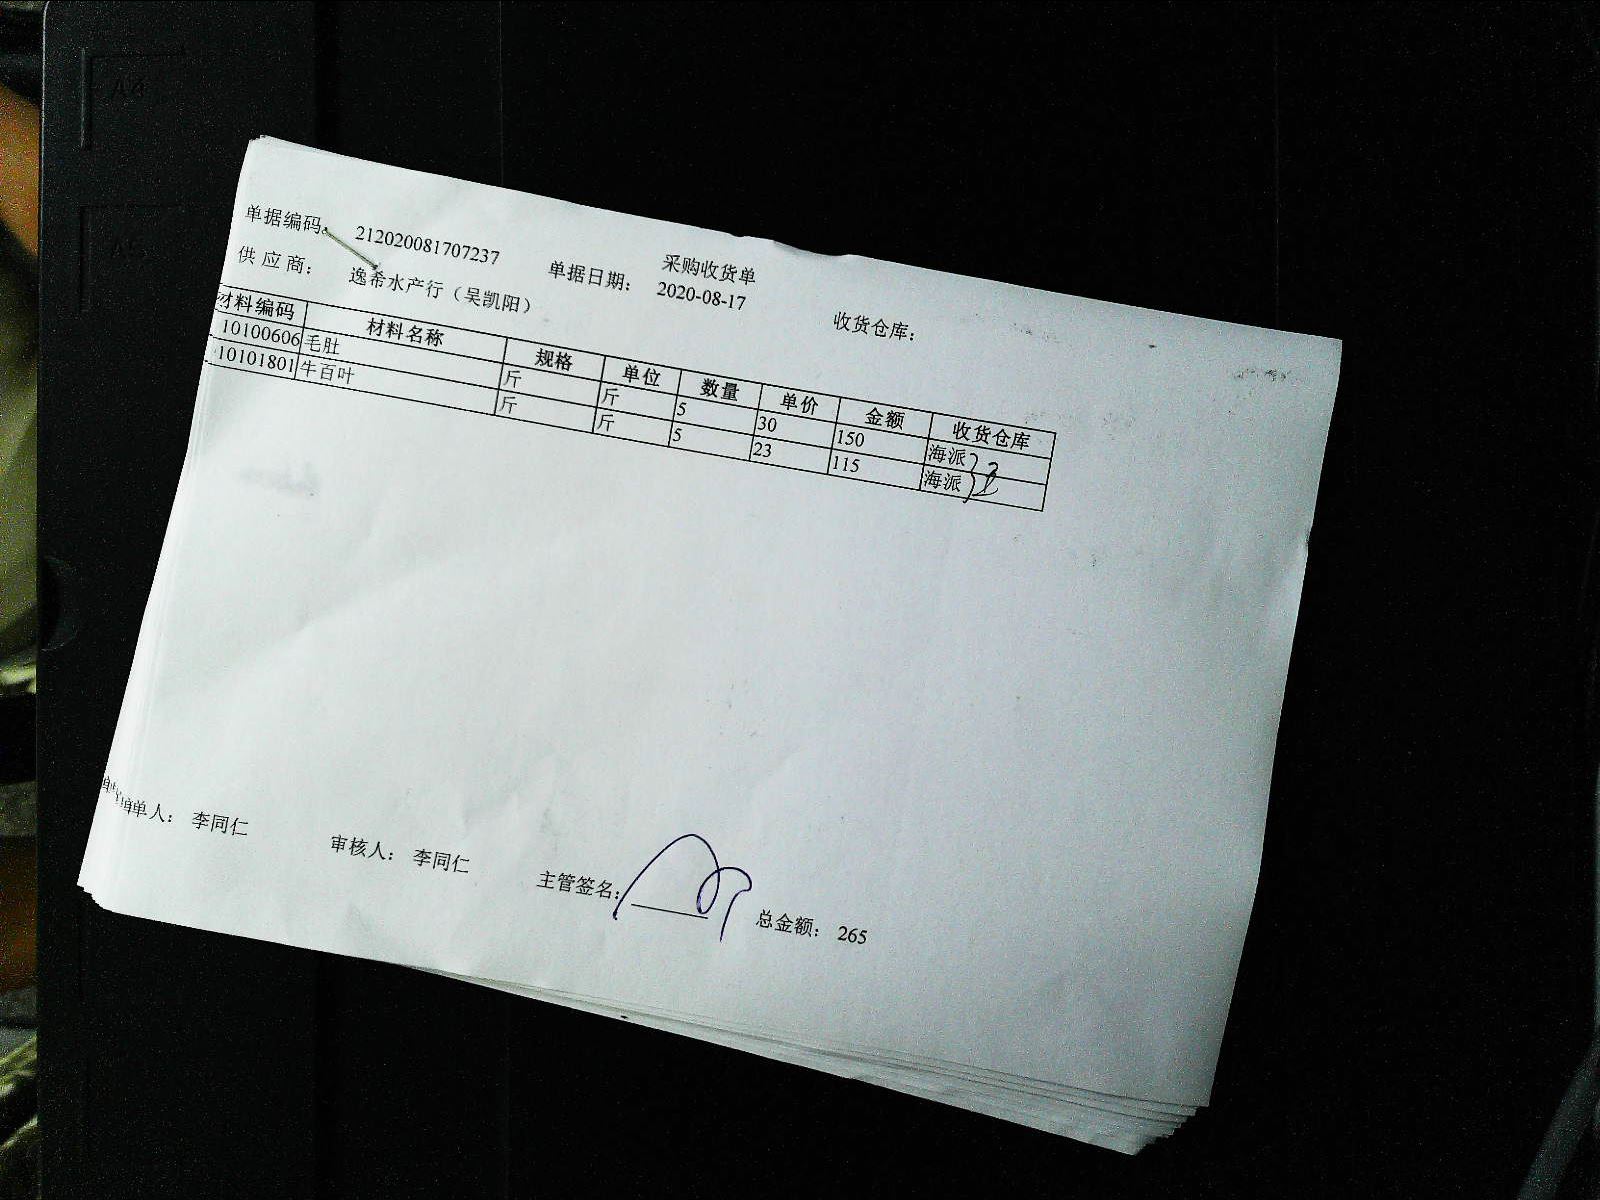 采购收货单
单据编码: 212020081707237 单据日期: 2020-08-17 收货仓库:
供应商: 逸希水产行（吴凯阳）
材料编码 材料名称 规格 单位 数量 单价 金额 收货仓库
10100606 毛肚 斤 斤 5 30 150 海派
10101801 牛百叶 斤 斤 5 23 115 海派
单人: 李同仁 审核人: 李同仁 主管签名: 总金额: 265
A4
A5